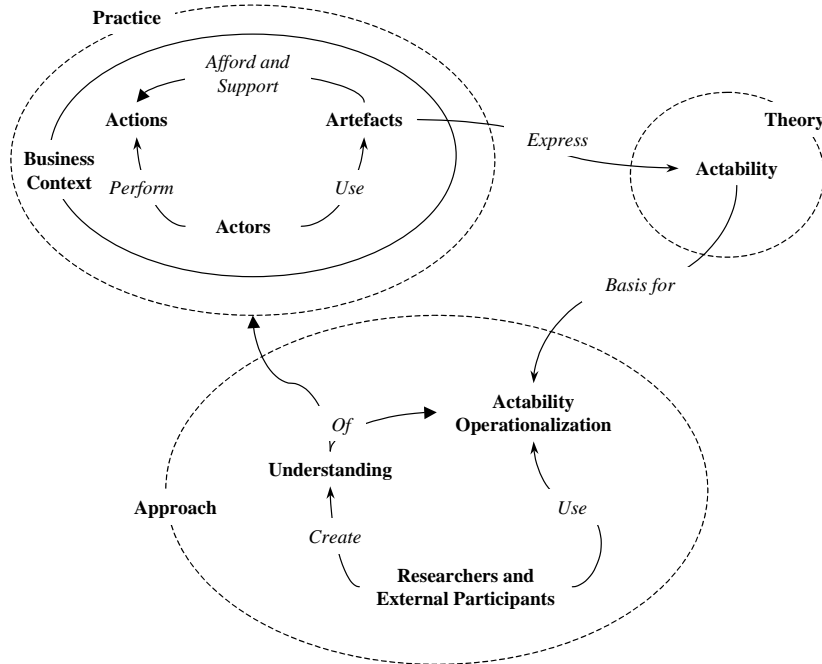 Practice
Afford and
Support
Actions
Artefacts
Theory
Express
Business
Context
Actability
Perform
Use
Actors
Basis for
Actability
Operationalization
Of
Understanding
Approach
Use
Create
Researchers and
External Participants